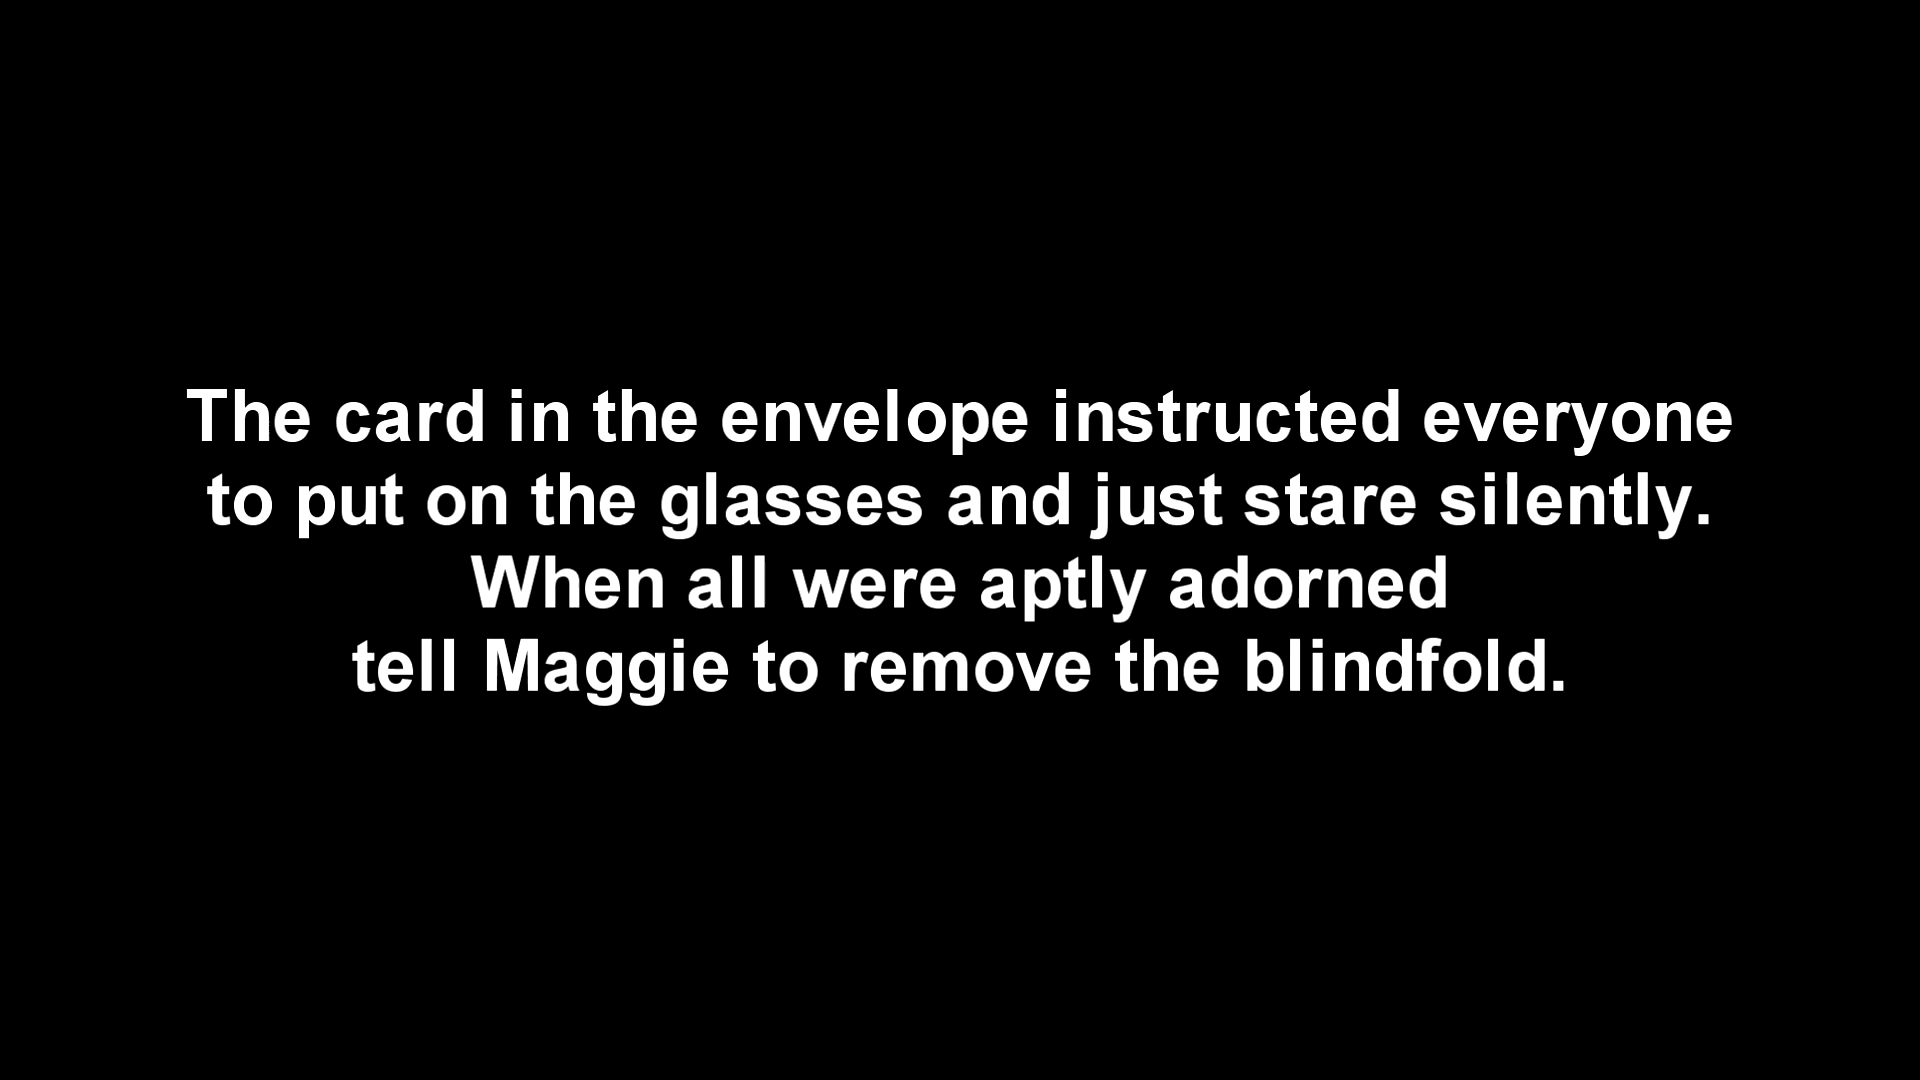 The card in the envelope instructed everyone
to put on the glasses and just stare silently.
When all were aptly adorned
tell Maggie to remove the blindfold.